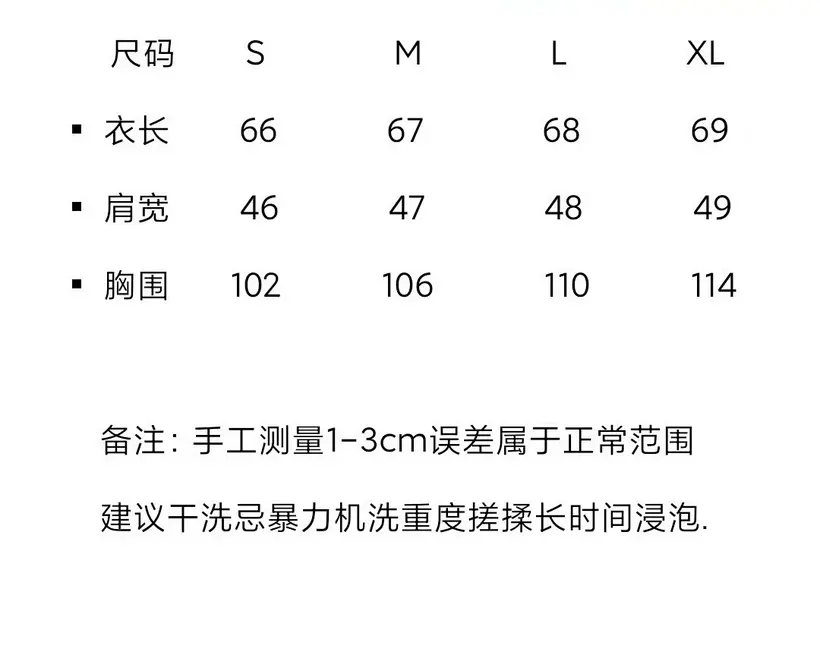 尺码 S M L XL
▪ 衣长 66 67 68 69
▪ 肩宽 46 47 48 49
▪ 胸围 102 106 110 114
备注: 手工测量1-3cm误差属于正常范围
建议干洗忌暴力机洗重度搓揉长时间浸泡.